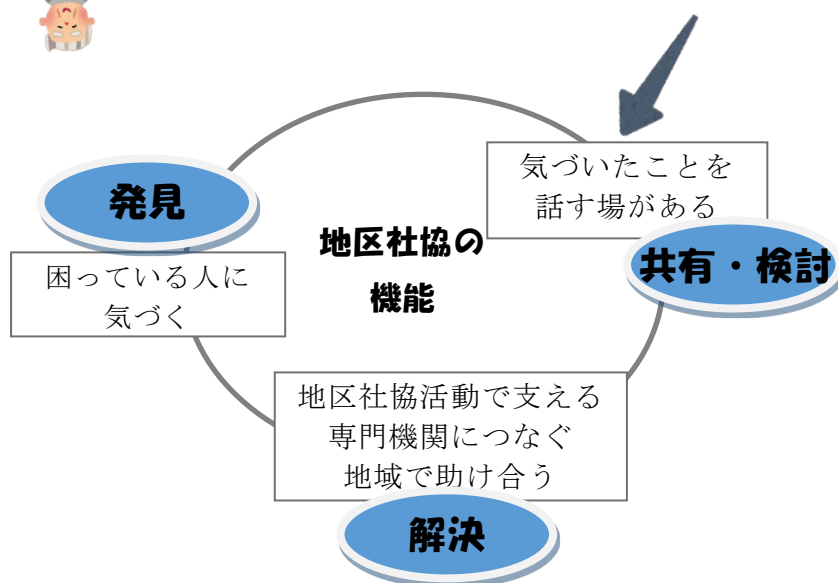 気づいたことを
話す場がある
発見
共有・検討
地区社協の
機能
困っている人に
気づく
地区社協活動で支える
専門機関につなぐ
地域で助け合う
解決